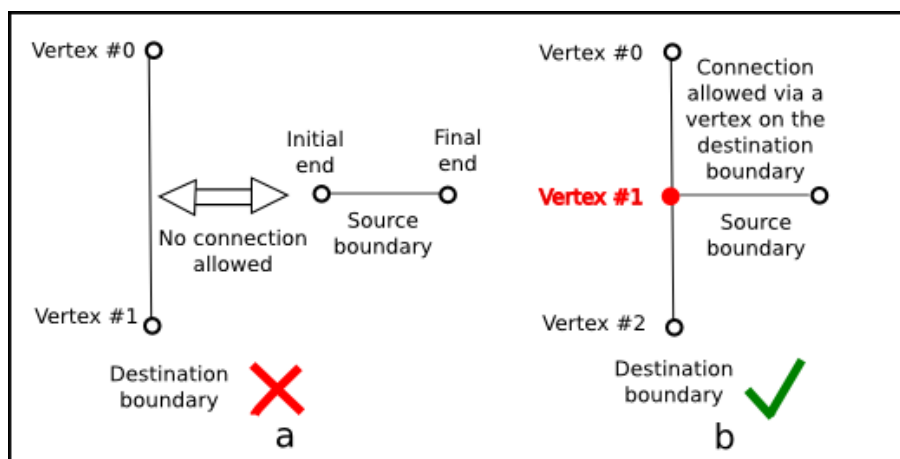 Vertex #0
Initial
end
Final
end
No connection
allowed
Source
boundary
Vertex #1
Destination
boundary
a
Vertex #0
Connection
allowed via a
vertex on the
destination
boundary
Vertex #1
Source
boundary
Vertex #2
Destination
boundary
b